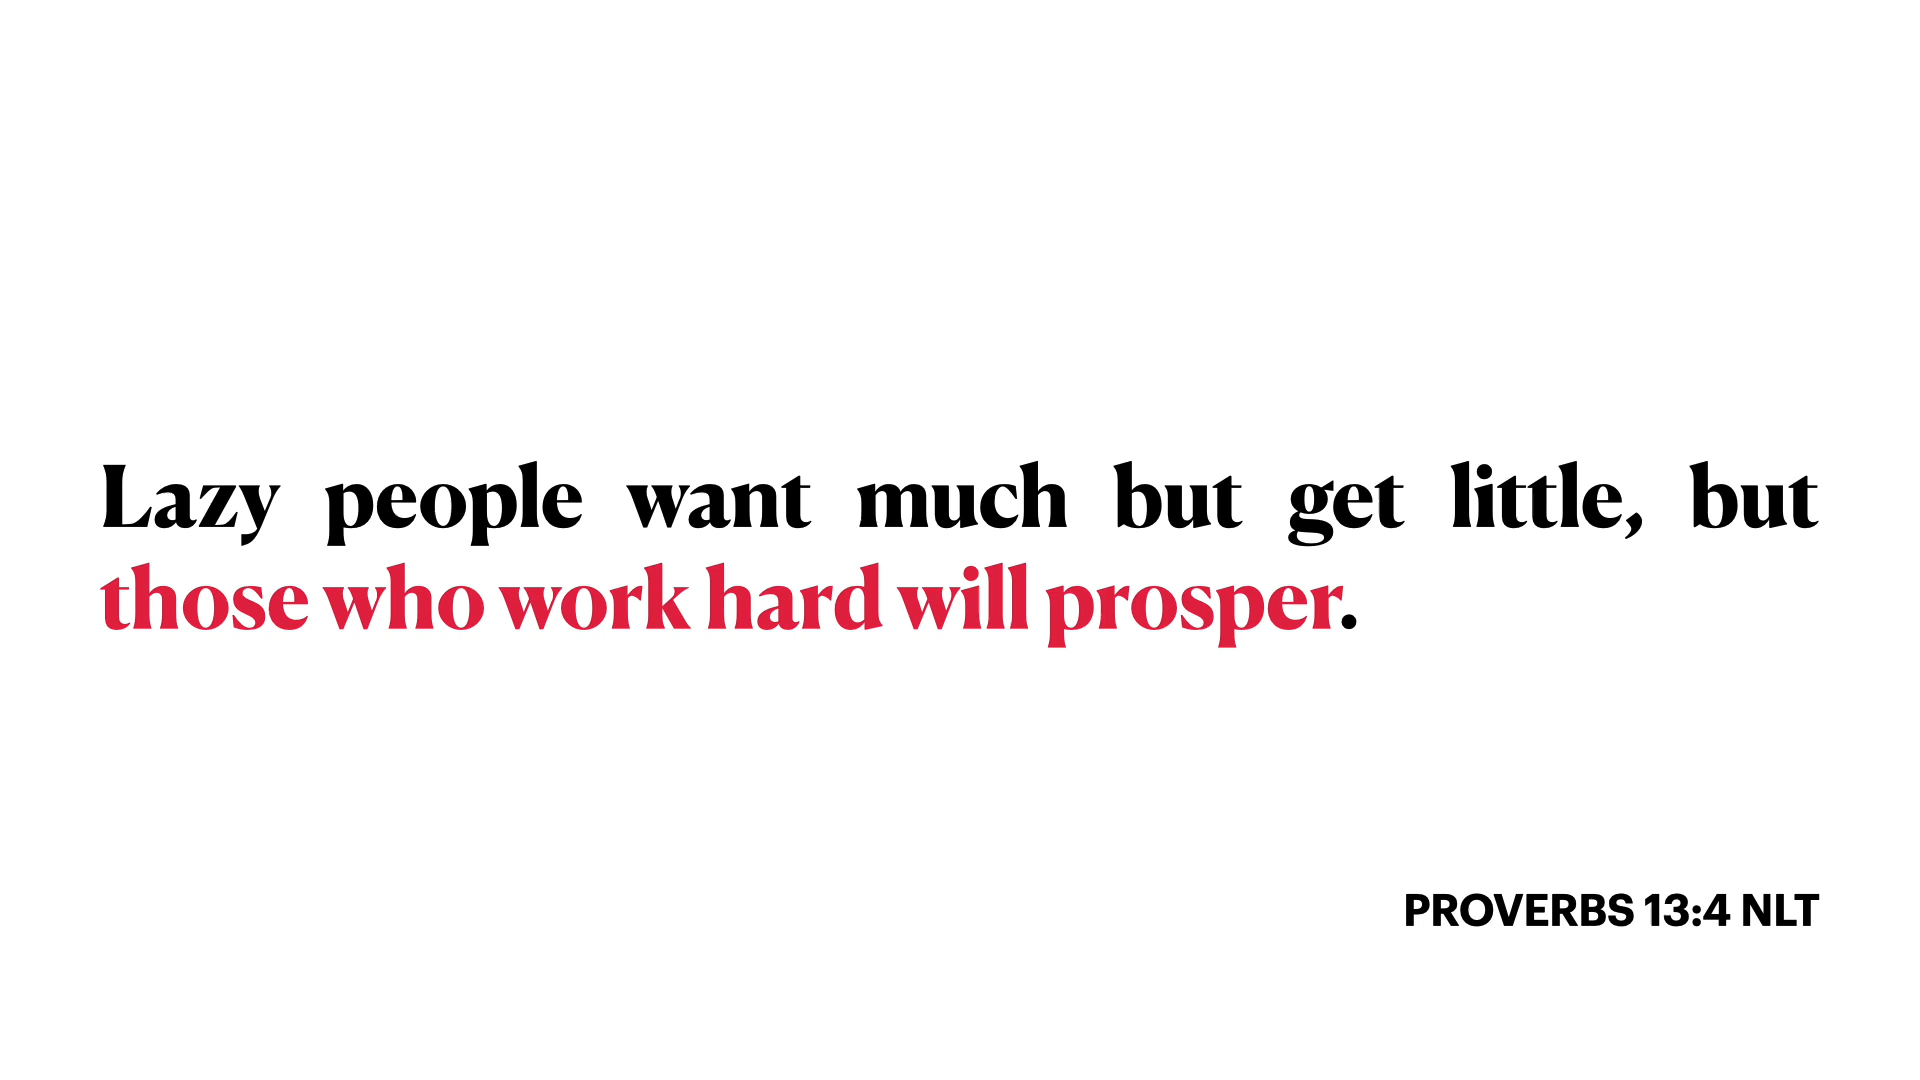 Lazy people want much but get little, but
those who work hard will prosper.
PROVERBS 13:4 NLT